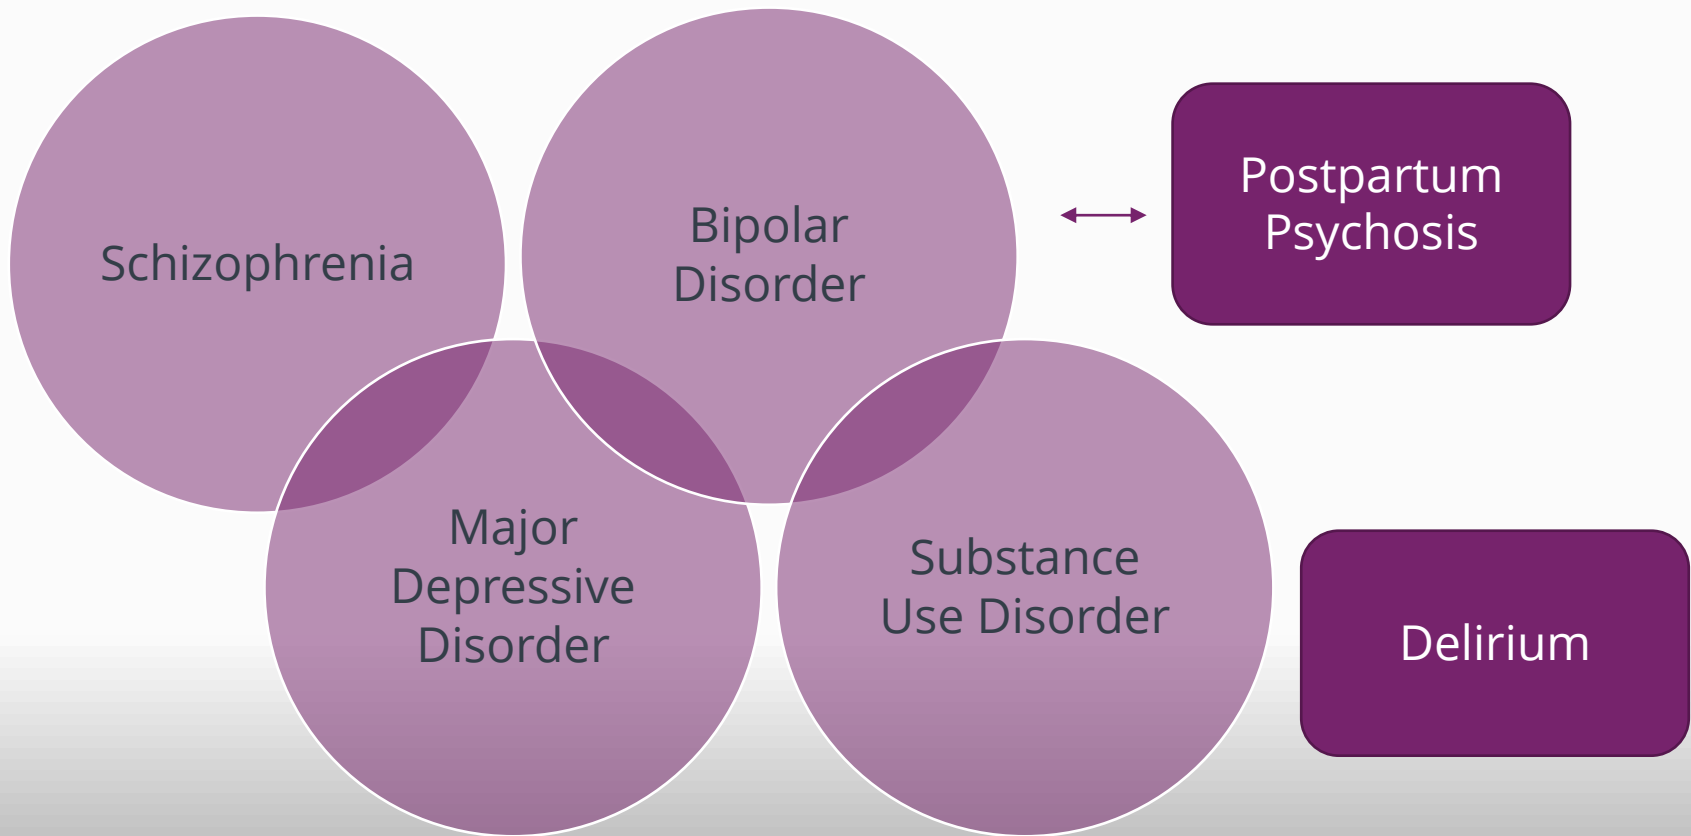 Schizophrenia
Bipolar
Disorder
Postpartum
Psychosis
Major
Depressive
Disorder
Substance
Use Disorder
Delirium